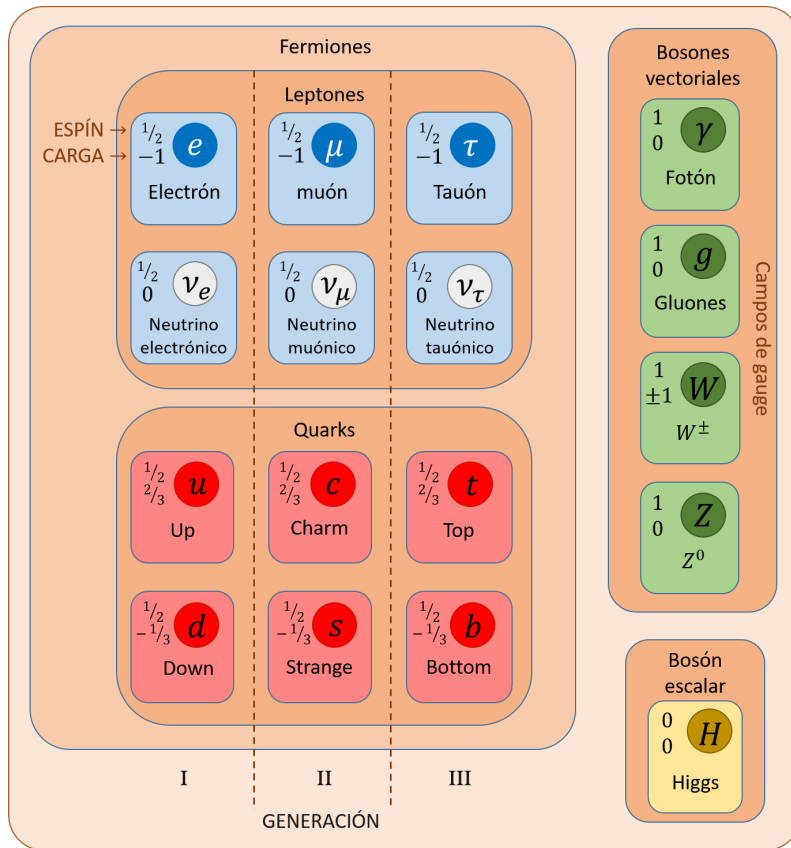 Fermiones
Leptones
ESPÍN →
CARGA →
1/2
−1
e
Electrón
1/2
−1
μ
muón
1/2
−1
τ
Tauón
1/2
0
νe
Neutrino
electrónico
1/2
0
νμ
Neutrino
muónico
1/2
0
ντ
Neutrino
tauónico
Quarks
1/2
2/3
u
Up
1/2
2/3
c
Charm
1/2
2/3
t
Top
1/2
−1/3
d
Down
1/2
−1/3
s
Strange
1/2
−1/3
b
Bottom
I
II
III
GENERACIÓN
Bosones
vectoriales
1
0
γ
Fotón
1
0
g
Gluones
1
±1
W
W±
1
0
Z
Z⁰
Campos de gauge
Bosón
escalar
0
0
H
Higgs